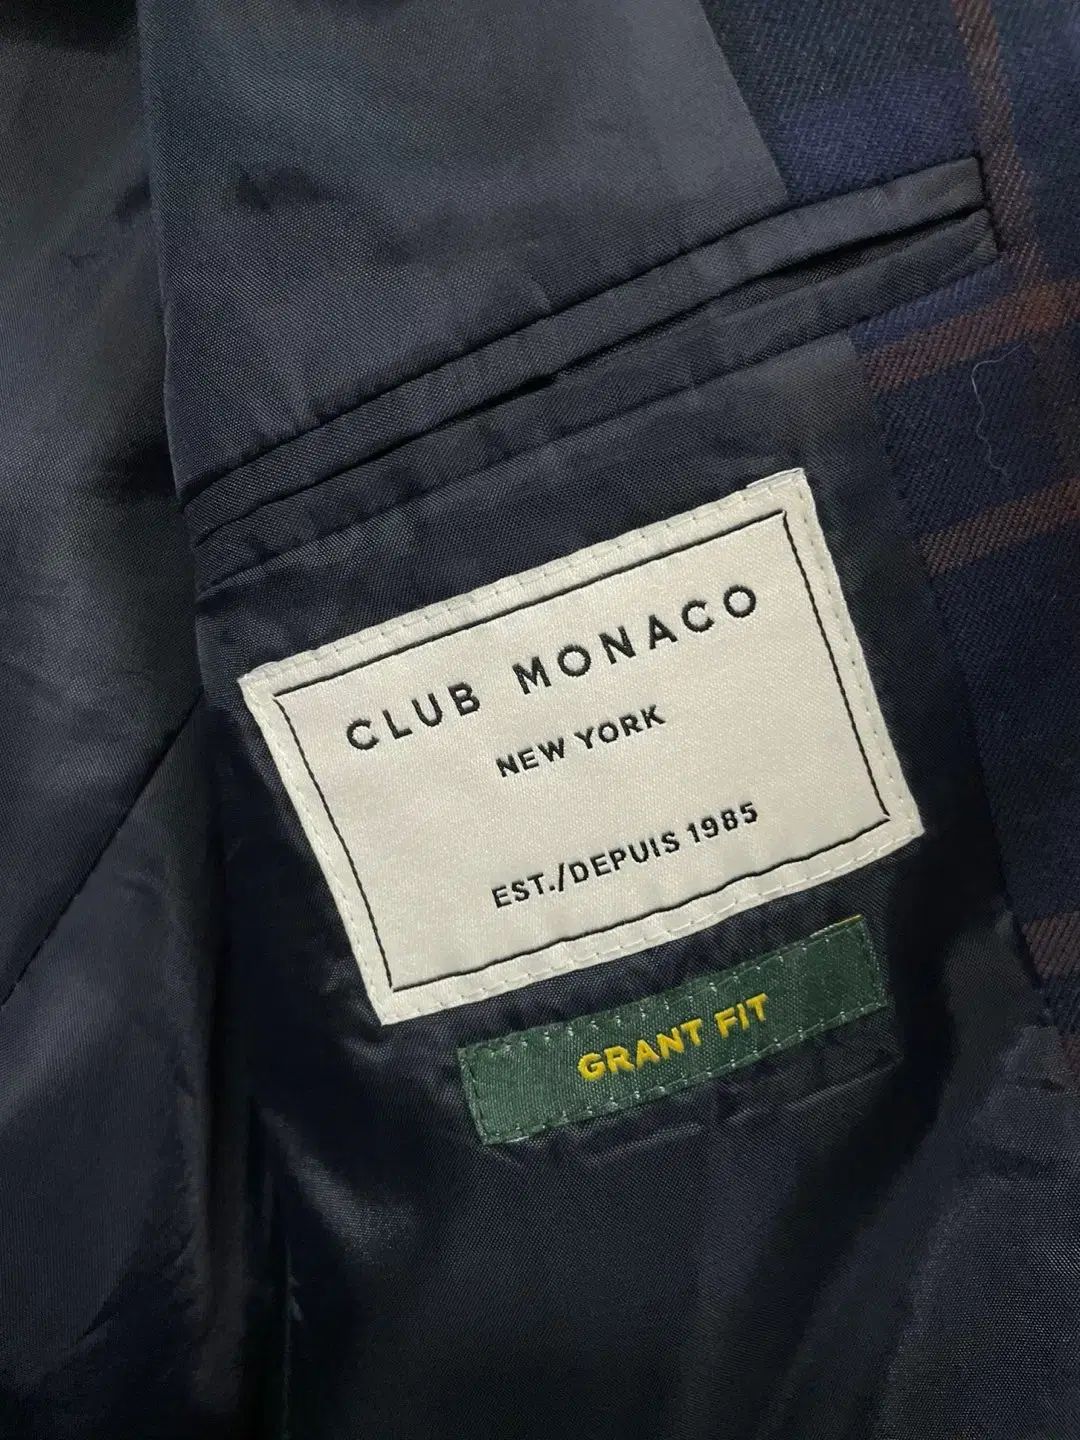 CLUB MONACO
NEW YORK
EST./DEPUIS 1985
GRANT FIT